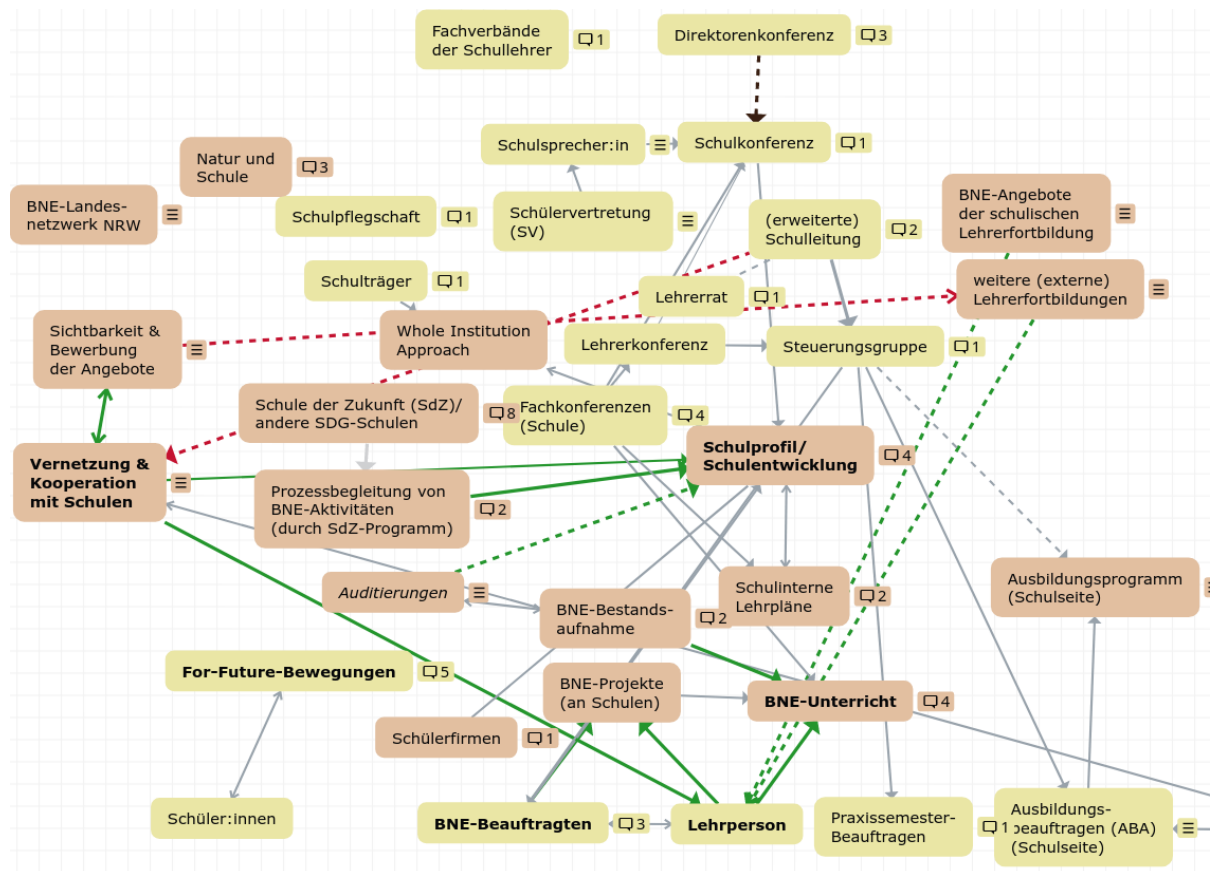 Fachverbände
der Schullehrer
1
Direktorenkonferenz
3
Schulsprecher:in
Schulkonferenz
1
Natur und
Schule
3
BNE-Landes-
netzwerk NRW
Schulpflegschaft
1
Schülervertretung
(SV)
(erweiterte)
Schulleitung
2
BNE-Angebote
der schulischen
Lehrerfortbildung
Schulträger
1
Lehrerrat
1
weitere (externe)
Lehrerfortbildungen
Sichtbarkeit &
Bewerbung
der Angebote
Whole Institution
Approach
Lehrerkonferenz
Steuerungsgruppe
1
Schule der Zukunft (SdZ)/
andere SDG-Schulen
8
Fachkonferenzen
(Schule)
4
Schulprofil/
Schulentwicklung
4
Vernetzung &
Kooperation
mit Schulen
Prozessbegleitung von
BNE-Aktivitäten
(durch SdZ-Programm)
2
Auditierungen
BNE-Bestands-
aufnahme
2
Schulinterne
Lehrpläne
2
Ausbildungsprogramm
(Schulseite)
For-Future-Bewegungen
5
BNE-Projekte
(an Schulen)
BNE-Unterricht
4
Schülerfirmen
1
Schüler:innen
BNE-Beauftragten
3
Lehrperson
Praxissemester-
Beauftragen
1
Ausbildungs-
beauftragen (ABA)
(Schulseite)